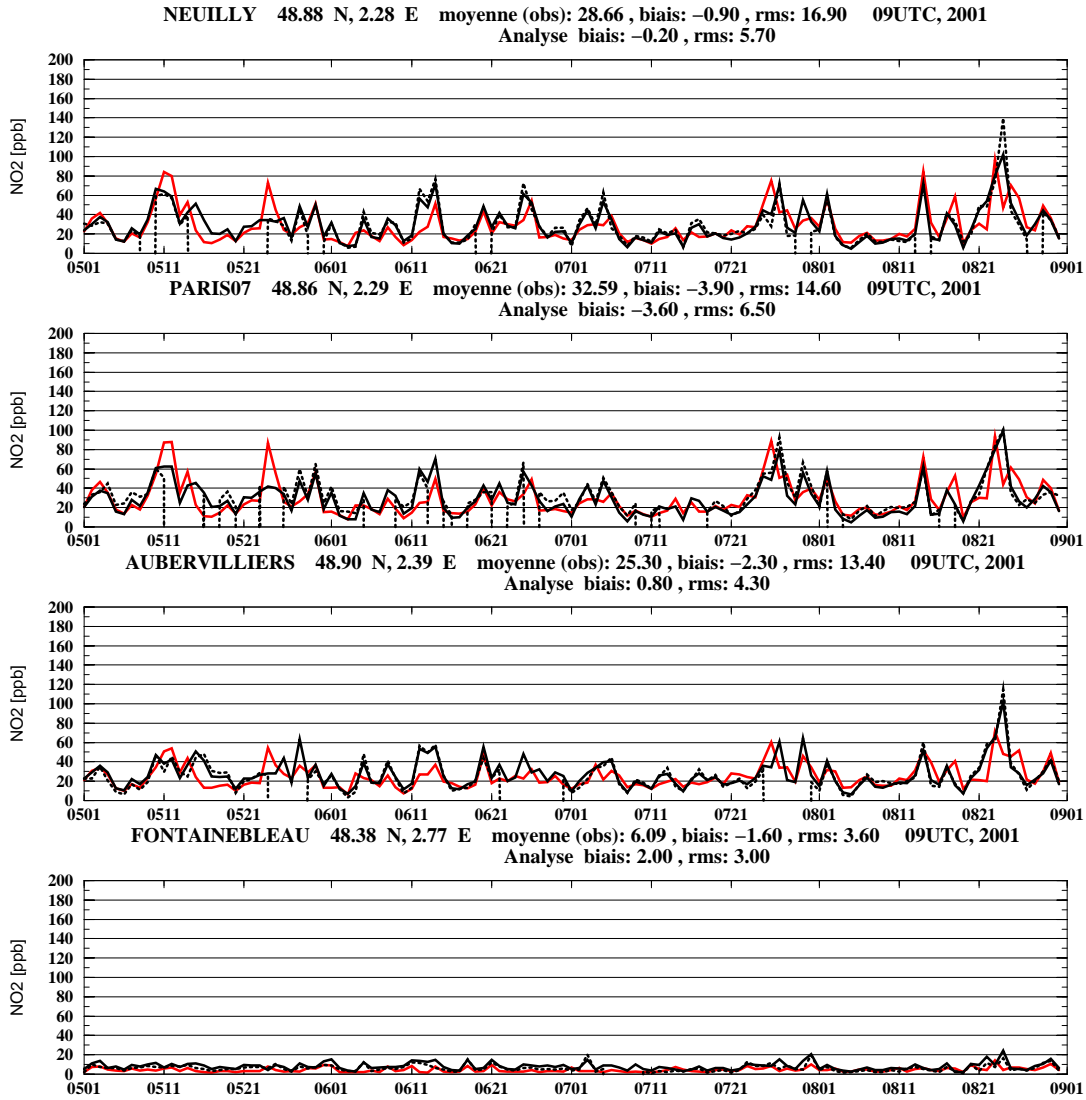 NEUILLY 48.88 N, 2.28 E moyenne (obs): 28.66 , biais: −0.90 , rms: 16.90 09UTC, 2001
Analyse biais: −0.20 , rms: 5.70
200
180
160
140
120
100
80
60
40
20
0
NO2 [ppb]
0501 0511 0521 0601 0611 0621 0701 0711 0721 0801 0811 0821 0901
PARIS07 48.86 N, 2.29 E moyenne (obs): 32.59 , biais: −3.90 , rms: 14.60 09UTC, 2001
Analyse biais: −3.60 , rms: 6.50
200
180
160
140
120
100
80
60
40
20
0
NO2 [ppb]
0501 0511 0521 0601 0611 0621 0701 0711 0721 0801 0811 0821 0901
AUBERVILLIERS 48.90 N, 2.39 E moyenne (obs): 25.30 , biais: −2.30 , rms: 13.40 09UTC, 2001
Analyse biais: 0.80 , rms: 4.30
200
180
160
140
120
100
80
60
40
20
0
NO2 [ppb]
0501 0511 0521 0601 0611 0621 0701 0711 0721 0801 0811 0821 0901
FONTAINEBLEAU 48.38 N, 2.77 E moyenne (obs): 6.09 , biais: −1.60 , rms: 3.60 09UTC, 2001
Analyse biais: 2.00 , rms: 3.00
200
180
160
140
120
100
80
60
40
20
0
NO2 [ppb]
0501 0511 0521 0601 0611 0621 0701 0711 0721 0801 0811 0821 0901